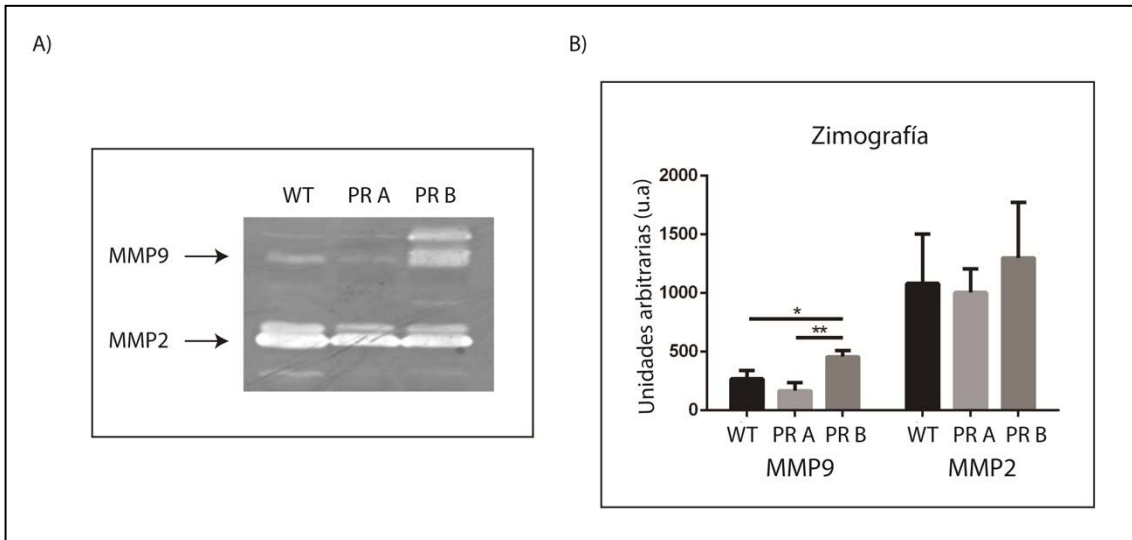 A)
WT PR A PR B
MMP9
MMP2
B)
Zimografía
Unidades arbitrarias (u.a)
2000
1500
1000
500
0
*
**
WT PR A PR B WT PR A PR B
MMP9 MMP2